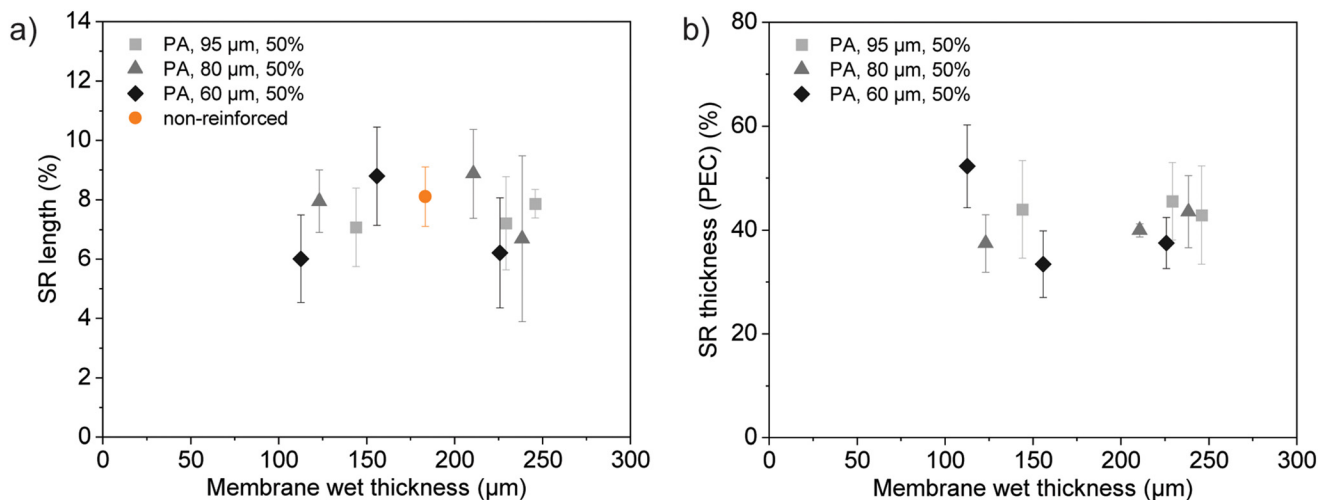 a)
SR length (%)
14
12
10
8
6
4
2
0
PA, 95 µm, 50%
PA, 80 µm, 50%
PA, 60 µm, 50%
non-reinforced
0 50 100 150 200 250 300
Membrane wet thickness (µm)
b)
SR thickness (PEC) (%)
80
60
40
20
0
PA, 95 µm, 50%
PA, 80 µm, 50%
PA, 60 µm, 50%
0 50 100 150 200 250 300
Membrane wet thickness (µm)